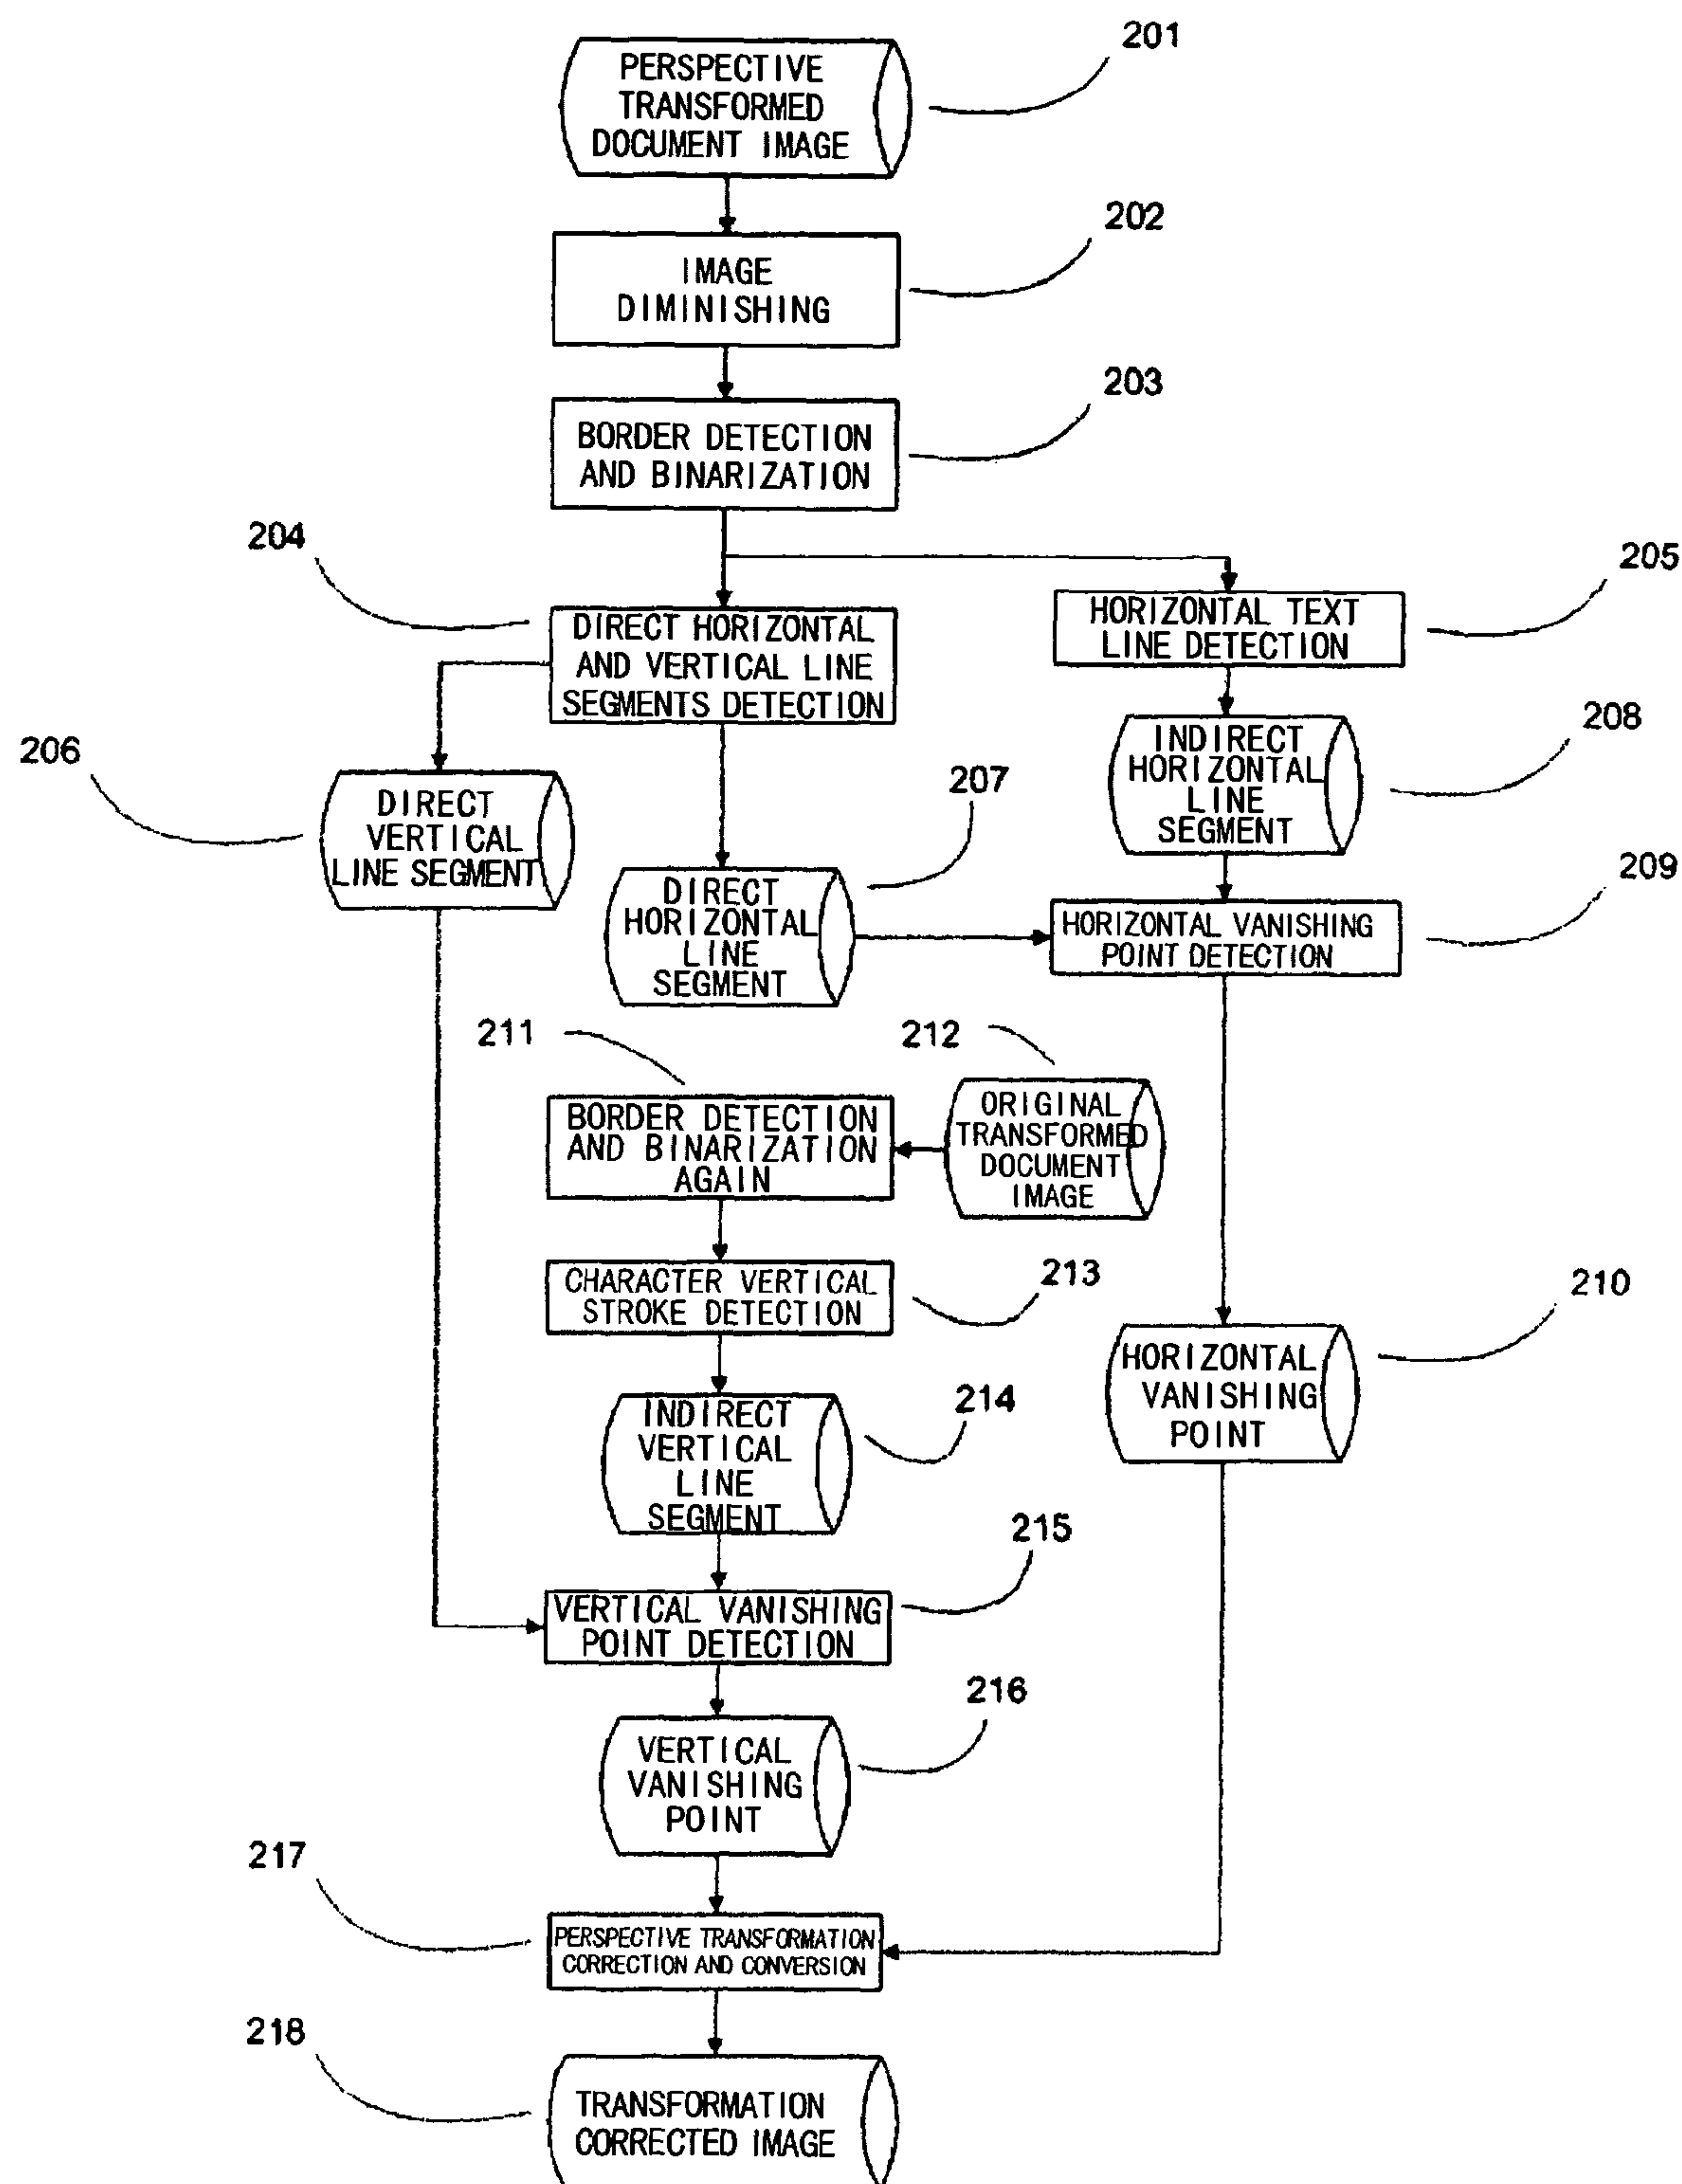 201
PERSPECTIVE
TRANSFORMED
DOCUMENT IMAGE
202
IMAGE
DIMINISHING
203
BORDER DETECTION
AND BINARIZATION
204
DIRECT HORIZONTAL
AND VERTICAL LINE
SEGMENTS DETECTION
205
HORIZONTAL TEXT
LINE DETECTION
206
DIRECT
VERTICAL
LINE SEGMENT
207
DIRECT
HORIZONTAL
LINE
SEGMENT
208
INDIRECT
HORIZONTAL
LINE
SEGMENT
209
HORIZONTAL VANISHING
POINT DETECTION
211
BORDER DETECTION
AND BINARIZATION
AGAIN
212
ORIGINAL
TRANSFORMED
DOCUMENT
IMAGE
213
CHARACTER VERTICAL
STROKE DETECTION
210
HORIZONTAL
VANISHING
POINT
214
INDIRECT
VERTICAL
LINE
SEGMENT
215
VERTICAL VANISHING
POINT DETECTION
216
VERTICAL
VANISHING
POINT
217
PERSPECTIVE TRANSFORMATION
CORRECTION AND CONVERSION
218
TRANSFORMATION
CORRECTED IMAGE